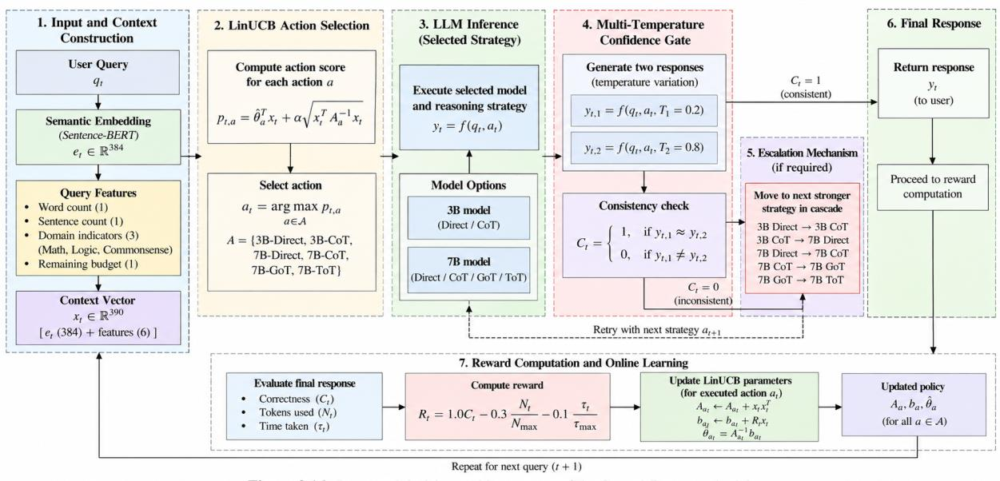 1. Input and Context
Construction
User Query
q_t
Semantic Embedding
(Sentence-BERT)
e_t ∈ ℝ^384
Query Features
• Word count (1)
• Sentence count (1)
• Domain indicators (3)
(Math, Logic, Commonsense)
• Remaining budget (1)
Context Vector
x_t ∈ ℝ^390
[ e_t (384) + features (6) ]
2. LinUCB Action Selection
Compute action score
for each action a
p_{t,a} = θ̂_a^T x_t + α√(x_t^T A_a^{-1} x_t)
Select action
a_t = arg max p_{t,a}
a∈𝒜
A = {3B-Direct, 3B-CoT,
7B-Direct, 7B-CoT,
7B-GoT, 7B-ToT}
3. LLM Inference
(Selected Strategy)
Execute selected model
and reasoning strategy
y_t = f(q_t, a_t)
Model Options
3B model
(Direct / CoT)
7B model
(Direct / CoT / GoT / ToT)
4. Multi-Temperature
Confidence Gate
Generate two responses
(temperature variation)
y_{t,1} = f(q_t, a_t, T_1 = 0.2)
y_{t,2} = f(q_t, a_t, T_2 = 0.8)
Consistency check
C_t = { 1, if y_{t,1} ≈ y_{t,2}
0, if y_{t,1} ≠ y_{t,2}
C_t = 1
(consistent)
C_t = 0
(inconsistent)
Retry with next strategy a_{t+1}
5. Escalation Mechanism
(if required)
Move to next stronger
strategy in cascade
3B Direct → 3B CoT
3B CoT → 7B Direct
7B Direct → 7B CoT
7B CoT → 7B GoT
7B GoT → 7B ToT
6. Final Response
Return response
y_t
(to user)
Proceed to reward
computation
7. Reward Computation and Online Learning
Evaluate final response
• Correctness (C_t)
• Tokens used (N_t)
• Time taken (τ_t)
Compute reward
R_t = 1.0C_t − 0.3 N_t/N_max − 0.1 τ_t/τ_max
Update LinUCB parameters
(for executed action a_t)
A_{a_t} ← A_{a_t} + x_t x_t^T
b_{a_t} ← b_{a_t} + R_t x_t
θ̂_{a_t} = A_{a_t}^{-1} b_{a_t}
Updated policy
A_a, b_a, θ̂_a
(for all a ∈ 𝒜)
Repeat for next query (t + 1)